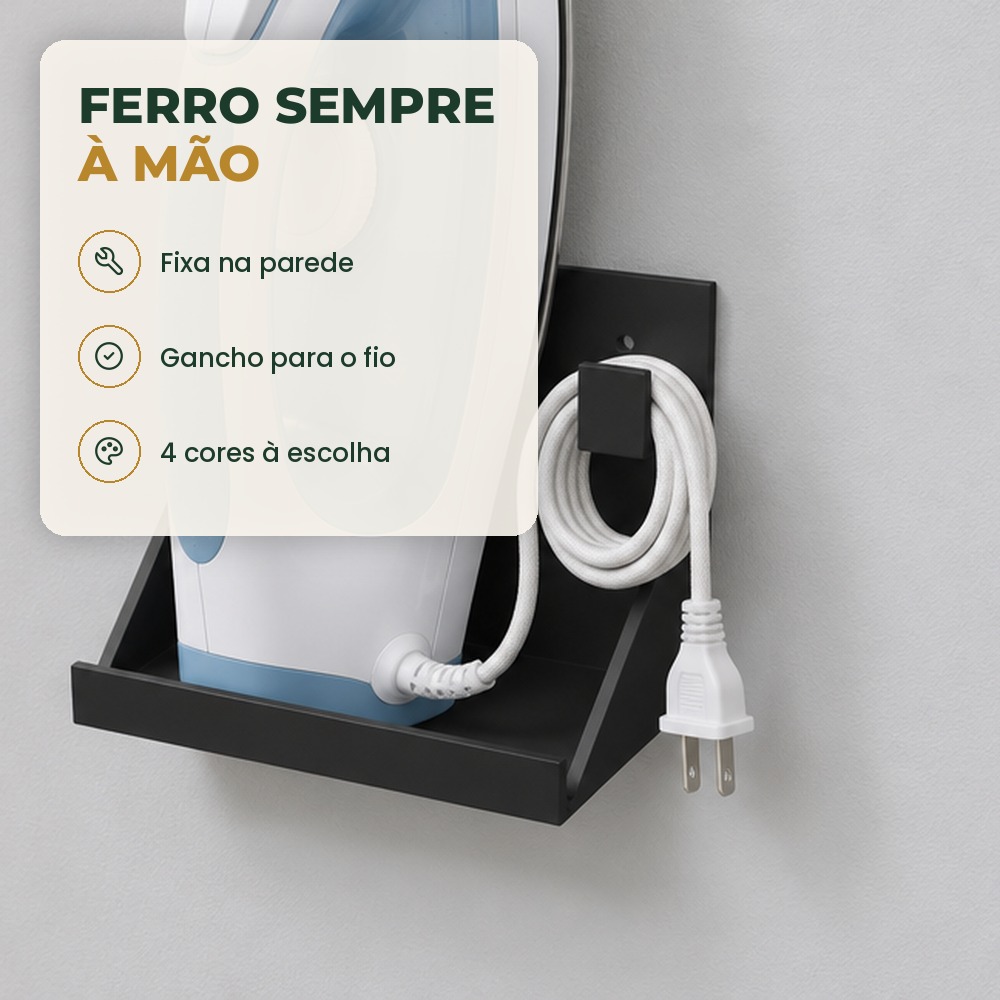 FERRO SEMPRE
À MÃO
Fixa na parede
Gancho para o fio
4 cores à escolha